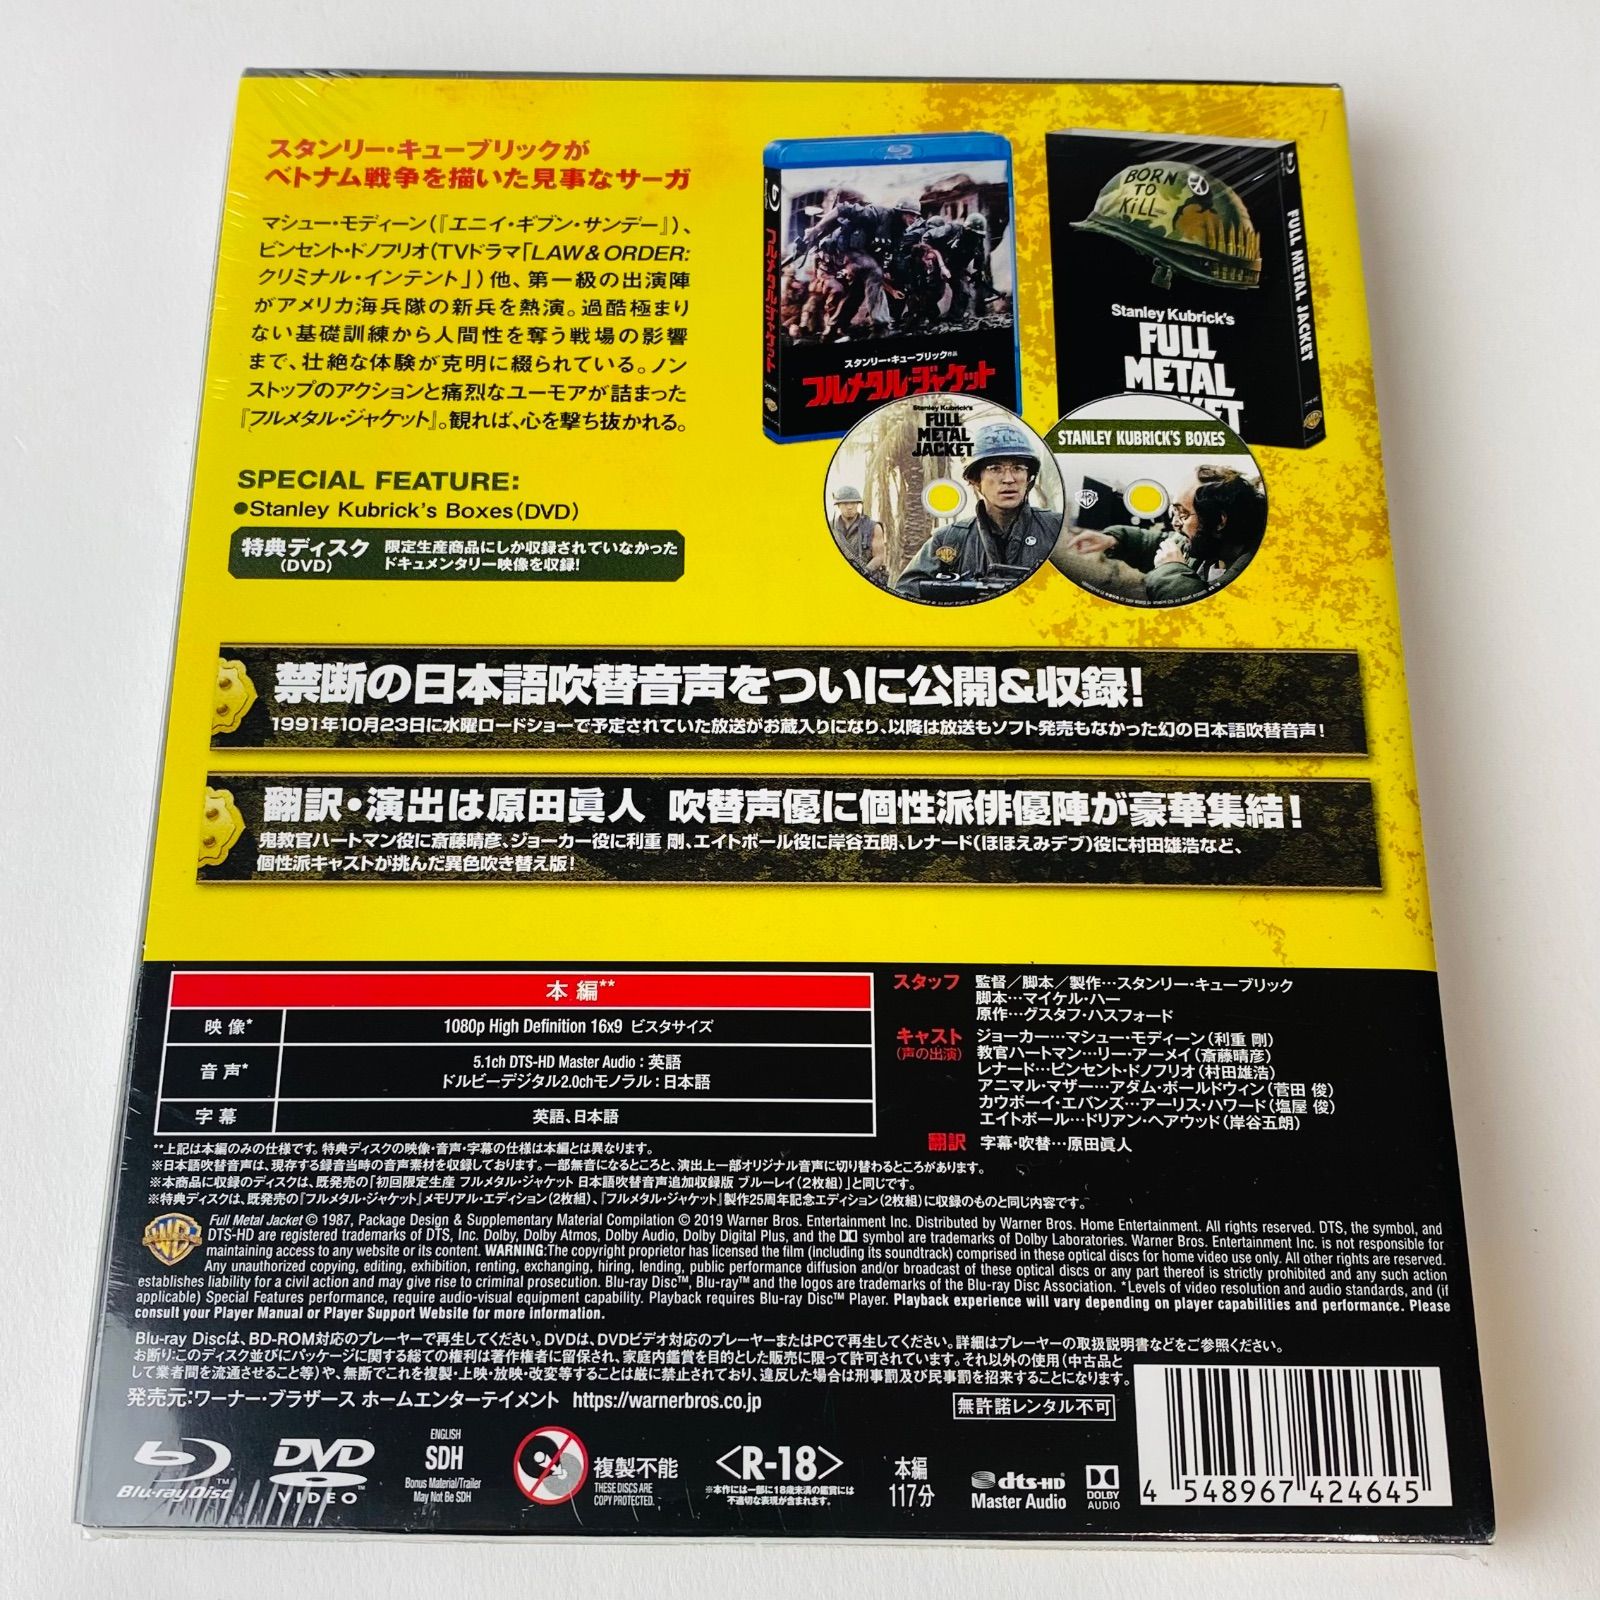 スタンリー・キューブリックが
ベトナム戦争を描いた見事なサーガ
マシュー・モディーン(『エニイ・ギブン・サンデー』)、
ビンセント・ドノフリオ(TVドラマ「LAW & ORDER:
クリミナル・インテント」)他、第一級の出演陣
がアメリカ海兵隊の新兵を熱演。過酷極まり
ない基礎訓練から人間性を奪う戦場の影響
まで、壮絶な体験が克明に綴られている。ノン
ストップのアクションと痛烈なユーモアが詰まった
『フルメタル・ジャケット』。観れば、心を撃ち抜かれる。
SPECIAL FEATURE:
●Stanley Kubrick's Boxes(DVD)
特典ディスク
(DVD)
限定生産商品にしか収録されていなかった
ドキュメンタリー映像を収録!
フルメタル・ジャケット
スタンリー・キューブリック作品
フルメタル・ジャケット
BORN
TO
KiLL
Stanley Kubrick's
FULL
METAL
JACKET
FULL METAL JACKET
Stanley Kubrick's
FULL
METAL
JACKET
STANLEY KUBRICK'S BOXES
禁断の日本語吹替音声をついに公開&収録!
1991年10月23日に水曜ロードショーで予定されていた放送がお蔵入りになり、以降は放送もソフト発売もなかった幻の日本語吹替音声!
翻訳・演出は原田眞人 吹替声優に個性派俳優陣が豪華集結!
鬼教官ハートマン役に斎藤晴彦、ジョーカー役に利重 剛、エイトボール役に岸谷五朗、レナード(ほほえみデブ)役に村田雄浩など、
個性派キャストが挑んだ異色吹き替え版!
本 編**
映 像* 1080p High Definition 16x9 ビスタサイズ
音 声* 5.1ch DTS-HD Master Audio : 英語
ドルビーデジタル2.0chモノラル : 日本語
字 幕 英語、日本語
スタッフ 監督/脚本/製作…スタンリー・キューブリック
脚本…マイケル・ハー
原作…グスタフ・ハスフォード
キャスト
(声の出演)
ジョーカー…マシュー・モディーン(利重 剛)
教官ハートマン…リー・アーメイ(斎藤晴彦)
レナード…ビンセント・ドノフリオ(村田雄浩)
アニマル・マザー…アダム・ボールドウィン(菅田 俊)
カウボーイ・エバンズ…アーリス・ハワード(塩屋 俊)
エイトボール…ドリアン・ヘアウッド(岸谷五朗)
翻訳 字幕・吹替…原田眞人
**上記は本編のみの仕様です。特典ディスクの映像・音声・字幕の仕様は本編とは異なります。
※日本語吹替音声は、現存する録音当時の音声素材を収録しております。一部無音になるところと、演出上一部オリジナル音声に切り替わるところがあります。
※本商品に収録のディスクは、既発売の「初回限定生産 フルメタル・ジャケット 日本語吹替音声追加収録版 ブルーレイ(2枚組)」と同じです。
※特典ディスクは、既発売の『フルメタル・ジャケット』メモリアル・エディション(2枚組)、『フルメタル・ジャケット』製作25周年記念エディション(2枚組)に収録のものと同じ内容です。
Full Metal Jacket © 1987, Package Design & Supplementary Material Compilation © 2019 Warner Bros. Entertainment Inc. Distributed by Warner Bros. Home Entertainment. All rights reserved. DTS, the symbol, and
DTS-HD are registered trademarks of DTS, Inc. Dolby, Dolby Atmos, Dolby Audio, Dolby Digital Plus, and the symbol are trademarks of Dolby Laboratories. Warner Bros. Entertainment Inc. is not responsible for
maintaining access to any website or its content. WARNING:The copyright proprietor has licensed the film (including its soundtrack) comprised in these optical discs for home video use only. All other rights are reserved.
Any unauthorized copying, editing, exhibition, renting, exchanging, hiring, lending, public performance diffusion and/or broadcast of these optical discs or any part thereof is strictly prohibited and any such action
establishes liability for a civil action and may give rise to criminal prosecution. Blu-ray Disc™, Blu-ray™ and the logos are trademarks of the Blu-ray Disc Association. *Levels of video resolution and audio standards, and (if
applicable) Special Features performance, require audio-visual equipment capability. Playback requires Blu-ray Disc™ Player. Playback experience will vary depending on player capabilities and performance. Please
consult your Player Manual or Player Support Website for more information.
Blu-ray Discは、BD-ROM対応のプレーヤーで再生してください。DVDは、DVDビデオ対応のプレーヤーまたはPCで再生してください。詳細はプレーヤーの取扱説明書などをご参照ください。
お断り:このディスク並びにパッケージに関する総ての権利は著作権者に留保され、家庭内鑑賞を目的とした販売に限って許可されています。それ以外の使用(中古品と
して業者間を流通させること等)や、無断でこれを複製・上映・放映・改変等することは厳に禁止されており、違反した場合は刑事罰及び民事罰を招来することになります。
発売元:ワーナー・ブラザース ホームエンターテイメント https://warnerbros.co.jp
無許諾レンタル不可
Blu-ray Disc™
DVD
VIDEO
ENGLISH
SDH
Bonus Material/Trailer
May Not Be SDH
複製不能
THESE DISCS ARE
COPY PROTECTED.
<R-18>
※本作には一部に18歳未満の鑑賞には
不適切な表現が含まれます。
本編
117分
dts-HD
Master Audio
DOLBY
AUDIO
4 548967 424645